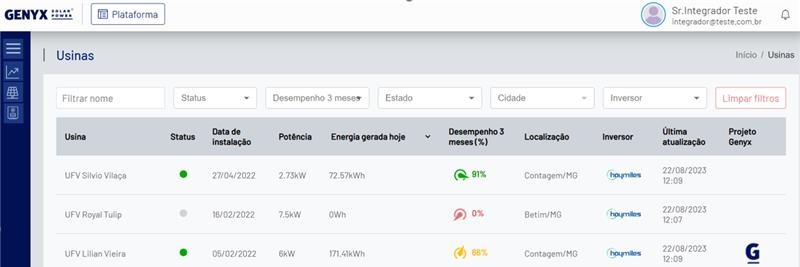 GENYX SOLAR POWER
Plataforma
Sr.Integrador Teste
integrador@teste.com.br
Usinas
Início / Usinas
Filtrar nome
Status
Desempenho 3 meses
Estado
Cidade
Inversor
Limpar filtros
Usina Status Data de instalação Potência Energia gerada hoje Desempenho 3 meses (%) Localização Inversor Última atualização Projeto Genyx
UFV Silvio Vilaça 27/04/2022 2.73kW 72.57kWh 91% Contagem/MG hoymiles 22/08/2023 12:09
UFV Royal Tulip 16/02/2022 7.5kW 0Wh 0% Betim/MG hoymiles 22/08/2023 12:07
UFV Lilian Vieira 05/02/2022 6kW 171.41kWh 66% Contagem/MG hoymiles 22/08/2023 12:09 G